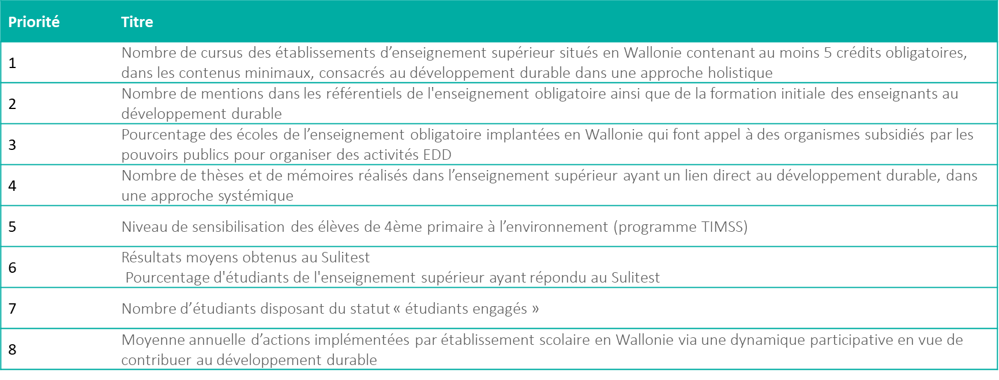 Priorité Titre
1
Nombre de cursus des établissements d’enseignement supérieur situés en Wallonie contenant au moins 5 crédits obligatoires,
dans les contenus minimaux, consacrés au développement durable dans une approche holistique
2
Nombre de mentions dans les référentiels de l'enseignement obligatoire ainsi que de la formation initiale des enseignants au
développement durable
3
Pourcentage des écoles de l’enseignement obligatoire implantées en Wallonie qui font appel à des organismes subsidiés par les
pouvoirs publics pour organiser des activités EDD
4
Nombre de thèses et de mémoires réalisés dans l’enseignement supérieur ayant un lien direct au développement durable, dans
une approche systémique
5
Niveau de sensibilisation des élèves de 4ème primaire à l’environnement (programme TIMSS)
6
Résultats moyens obtenus au Sulitest
Pourcentage d'étudiants de l'enseignement supérieur ayant répondu au Sulitest
7
Nombre d’étudiants disposant du statut « étudiants engagés »
8
Moyenne annuelle d’actions implémentées par établissement scolaire en Wallonie via une dynamique participative en vue de
contribuer au développement durable